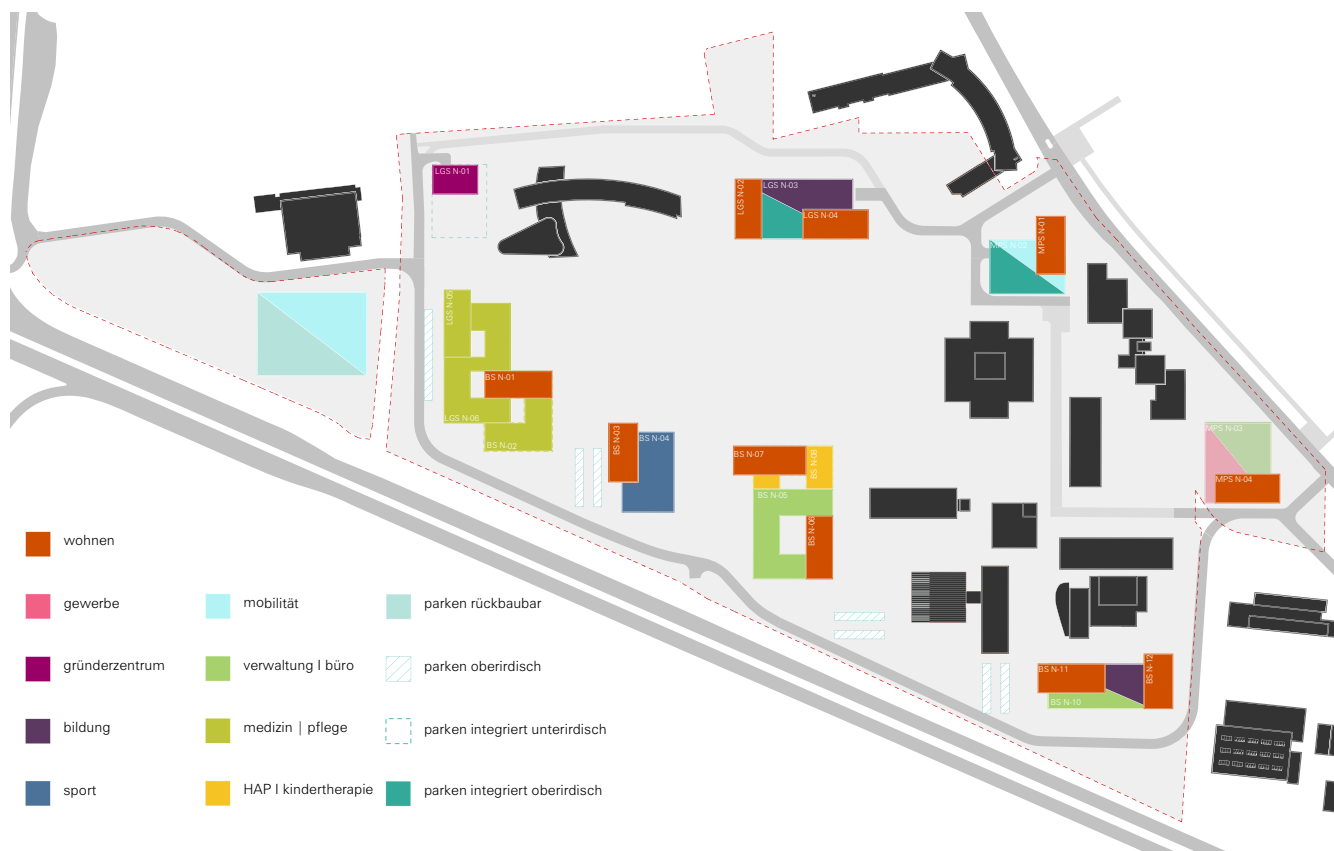 LGS N-01
LGS N-02
LGS N-03
LGS N-04
MPS N-01
MPS N-02
LGS N-05
BS N-01
LGS N-06
BS N-02
BS N-03
BS N-04
BS N-07
BS N-08
BS N-05
BS N-06
MPS N-03
MPS N-04
BS N-11
BS N-12
BS N-10
wohnen
gewerbe
mobilität
parken rückbaubar
gründerzentrum
verwaltung I büro
parken oberirdisch
bildung
medizin | pflege
parken integriert unterirdisch
sport
HAP I kindertherapie
parken integriert oberirdisch